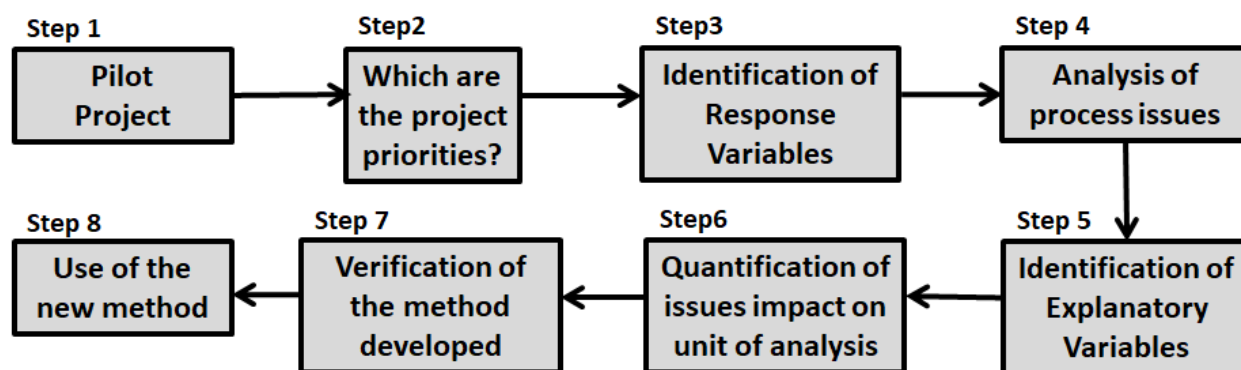 Step 1
Pilot
Project
Step2
Which are
the project
priorities?
Step3
Identification of
Response
Variables
Step 4
Analysis of
process issues
Step 5
Identification of
Explanatory
Variables
Step6
Quantification of
issues impact on
unit of analysis
Step 7
Verification of
the method
developed
Step 8
Use of the
new method